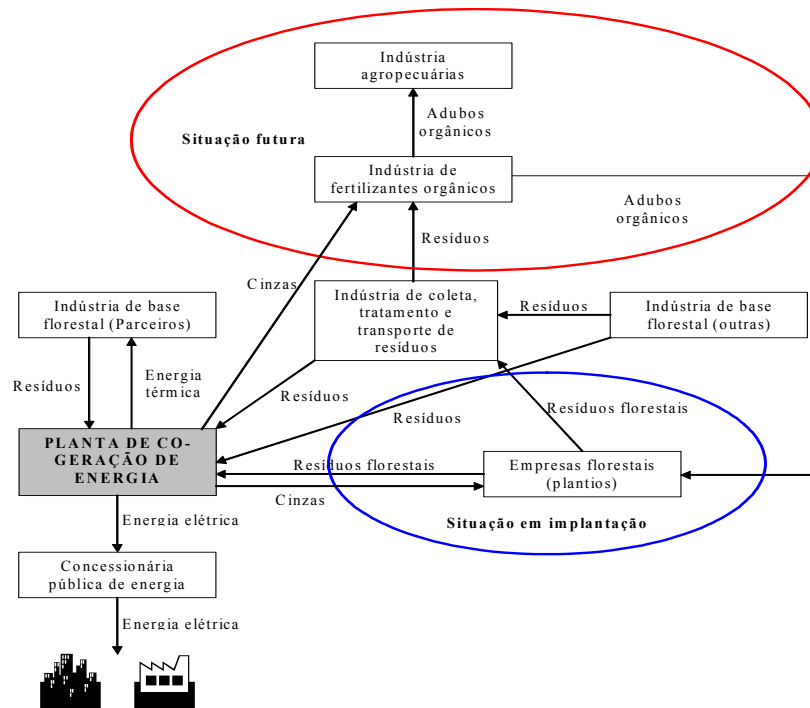 Indústria
agropecuárias
Adubos
orgânicos
Situação futura
Indústria de
fertilizantes orgânicos
Adubos
orgânicos
Resíduos
Cinzas
Indústria de base
florestal (Parceiros)
Indústria de coleta,
tratamento e
transporte de
resíduos
Resíduos
Indústria de base
florestal (outras)
Resíduos
Energia
térmica
Resíduos
Resíduos
Resíduos florestais
PLANTA DE CO-
GERAÇÃO DE
ENERGIA
Resíduos florestais
Empresas florestais
(plantios)
Cinzas
Situação em implantação
Energia elétrica
Concessionária
pública de energia
Energia elétrica